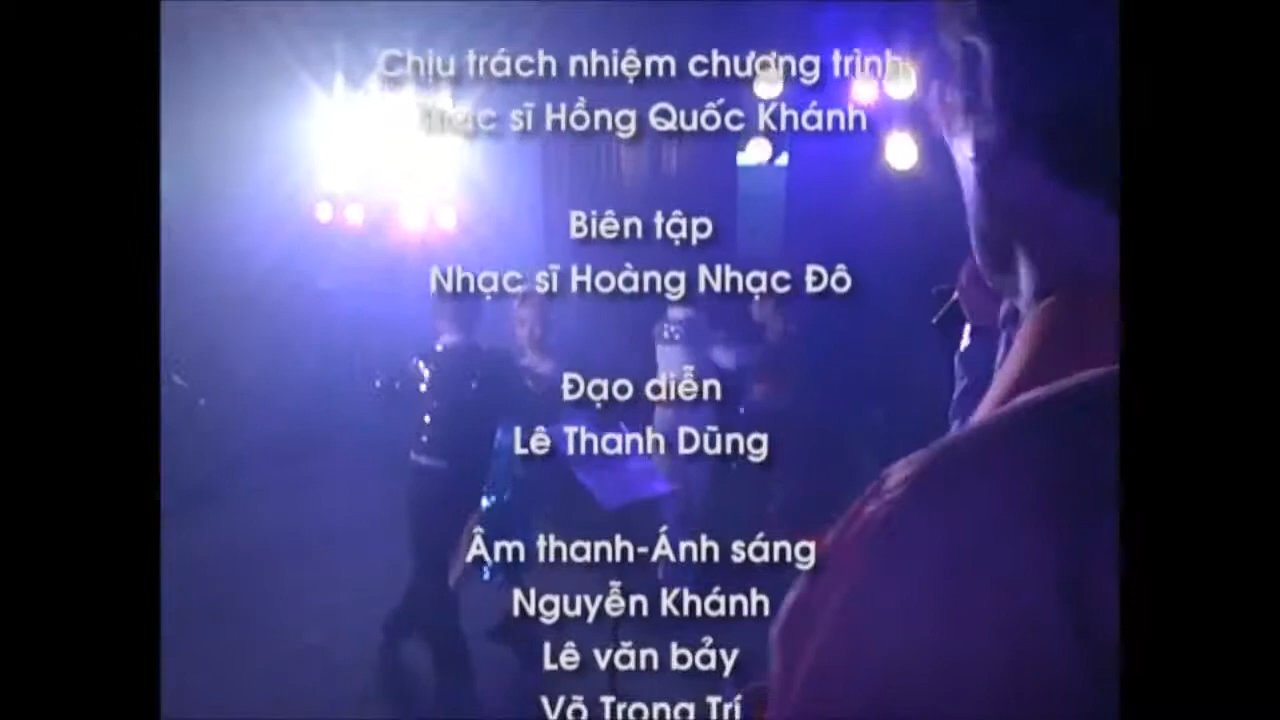 Chịu trách nhiệm chương trình
Nhạc sĩ Hồng Quốc Khánh
Biên tập
Nhạc sĩ Hoàng Nhạc Đô
Đạo diễn
Lê Thanh Dũng
Âm thanh-Ánh sáng
Nguyễn Khánh
Lê văn bảy
Võ Trọng Trí